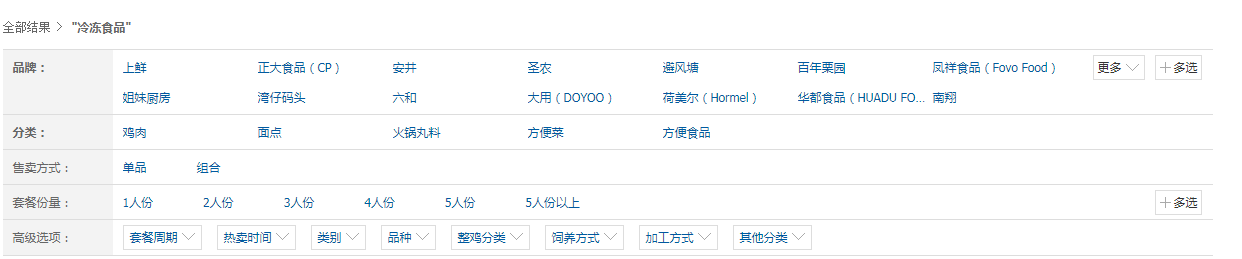 全部结果 > "冷冻食品"
品牌： 上鲜 正大食品（CP） 安井 圣农 避风塘 百年栗园 凤祥食品（Fovo Food） 更多 +多选
姐妹厨房 湾仔码头 六和 大用（DOYOO） 荷美尔（Hormel） 华都食品（HUADU FO... 南翔
分类： 鸡肉 面点 火锅丸料 方便菜 方便食品
售卖方式： 单品 组合
套餐份量： 1人份 2人份 3人份 4人份 5人份 5人份以上 +多选
高级选项： 套餐周期 热卖时间 类别 品种 整鸡分类 饲养方式 加工方式 其他分类